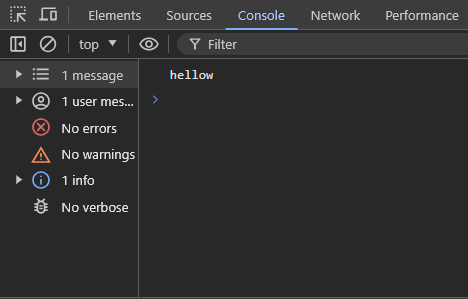 Elements Sources Console Network Performance
top Filter
1 message
hellow
1 user mes...
No errors
No warnings
1 info
No verbose